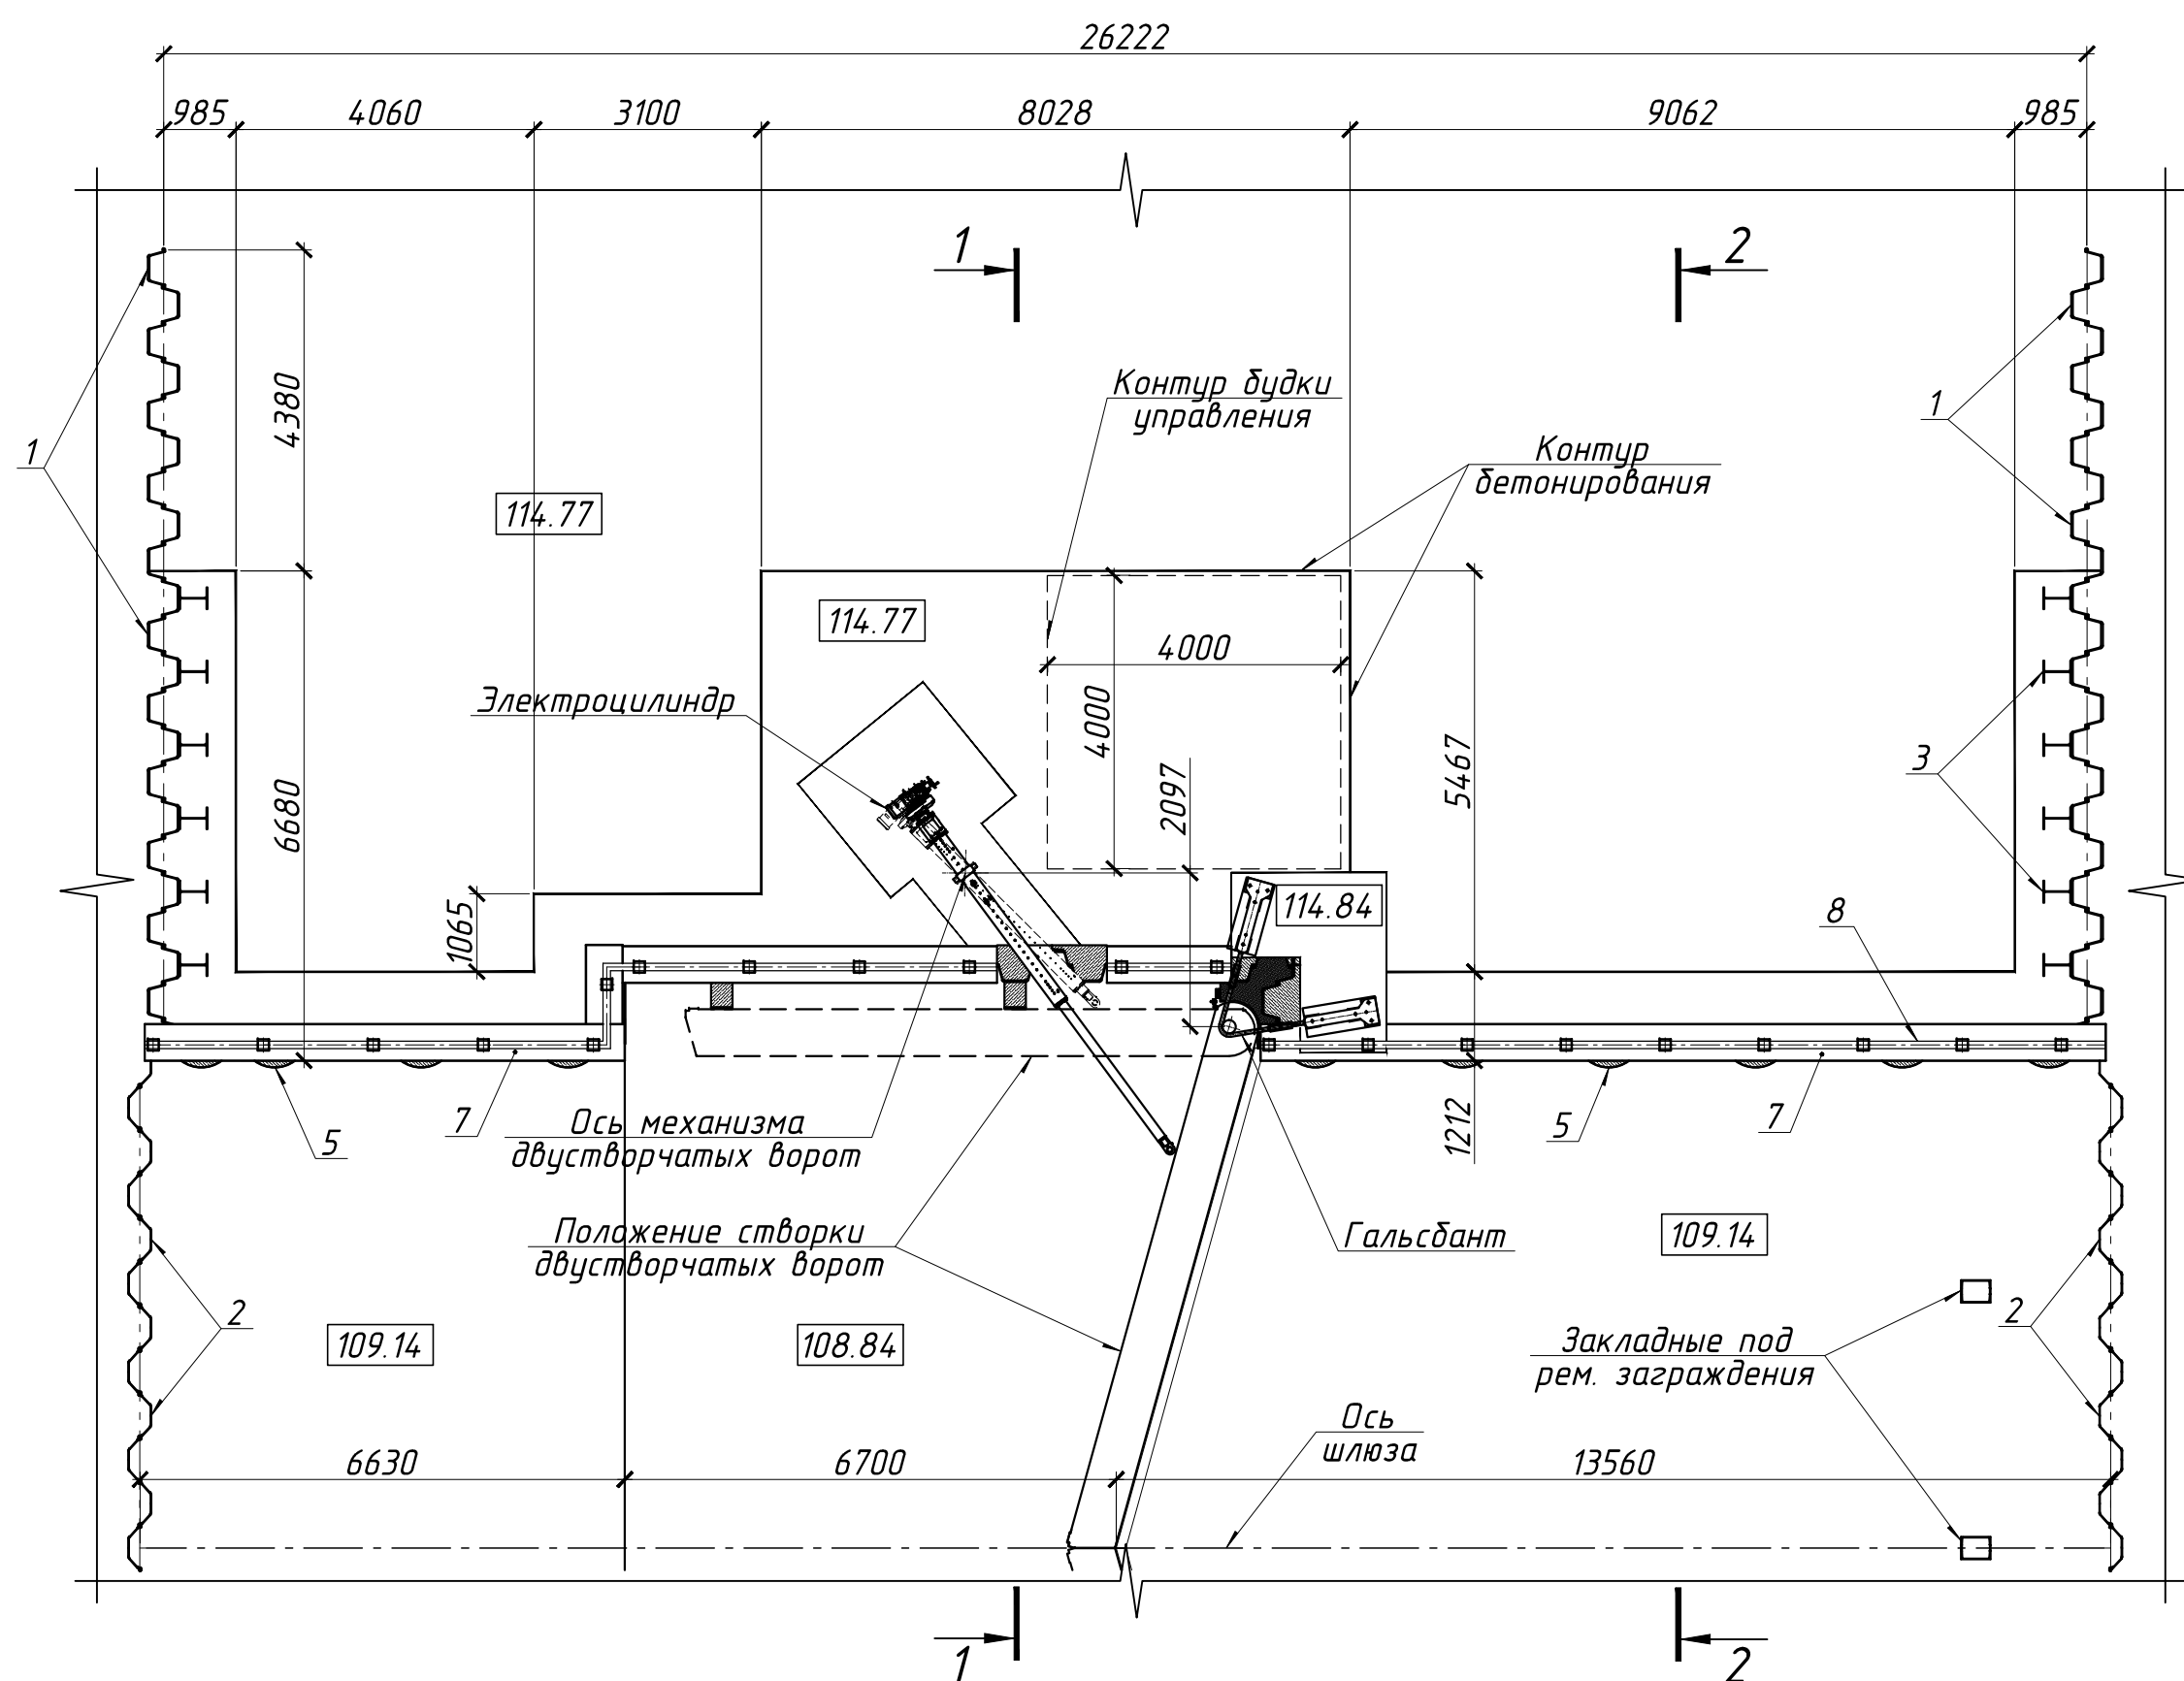 26222
985
4060
3100
8028
9062
985
1
2
4380
Контур будки
управления
1
Контур
бетонирования
1
114.77
114.77
4000
Электроцилиндр
4000
2097
5467
3
6680
1065
114.84
8
5
7
Ось механизма
двустворчатых ворот
1212
5
7
Положение створки
двустворчатых ворот
Гальсбант
109.14
2
109.14
108.84
Закладные под
рем. заграждения
2
Ось
шлюза
6630
6700
13560
1
2